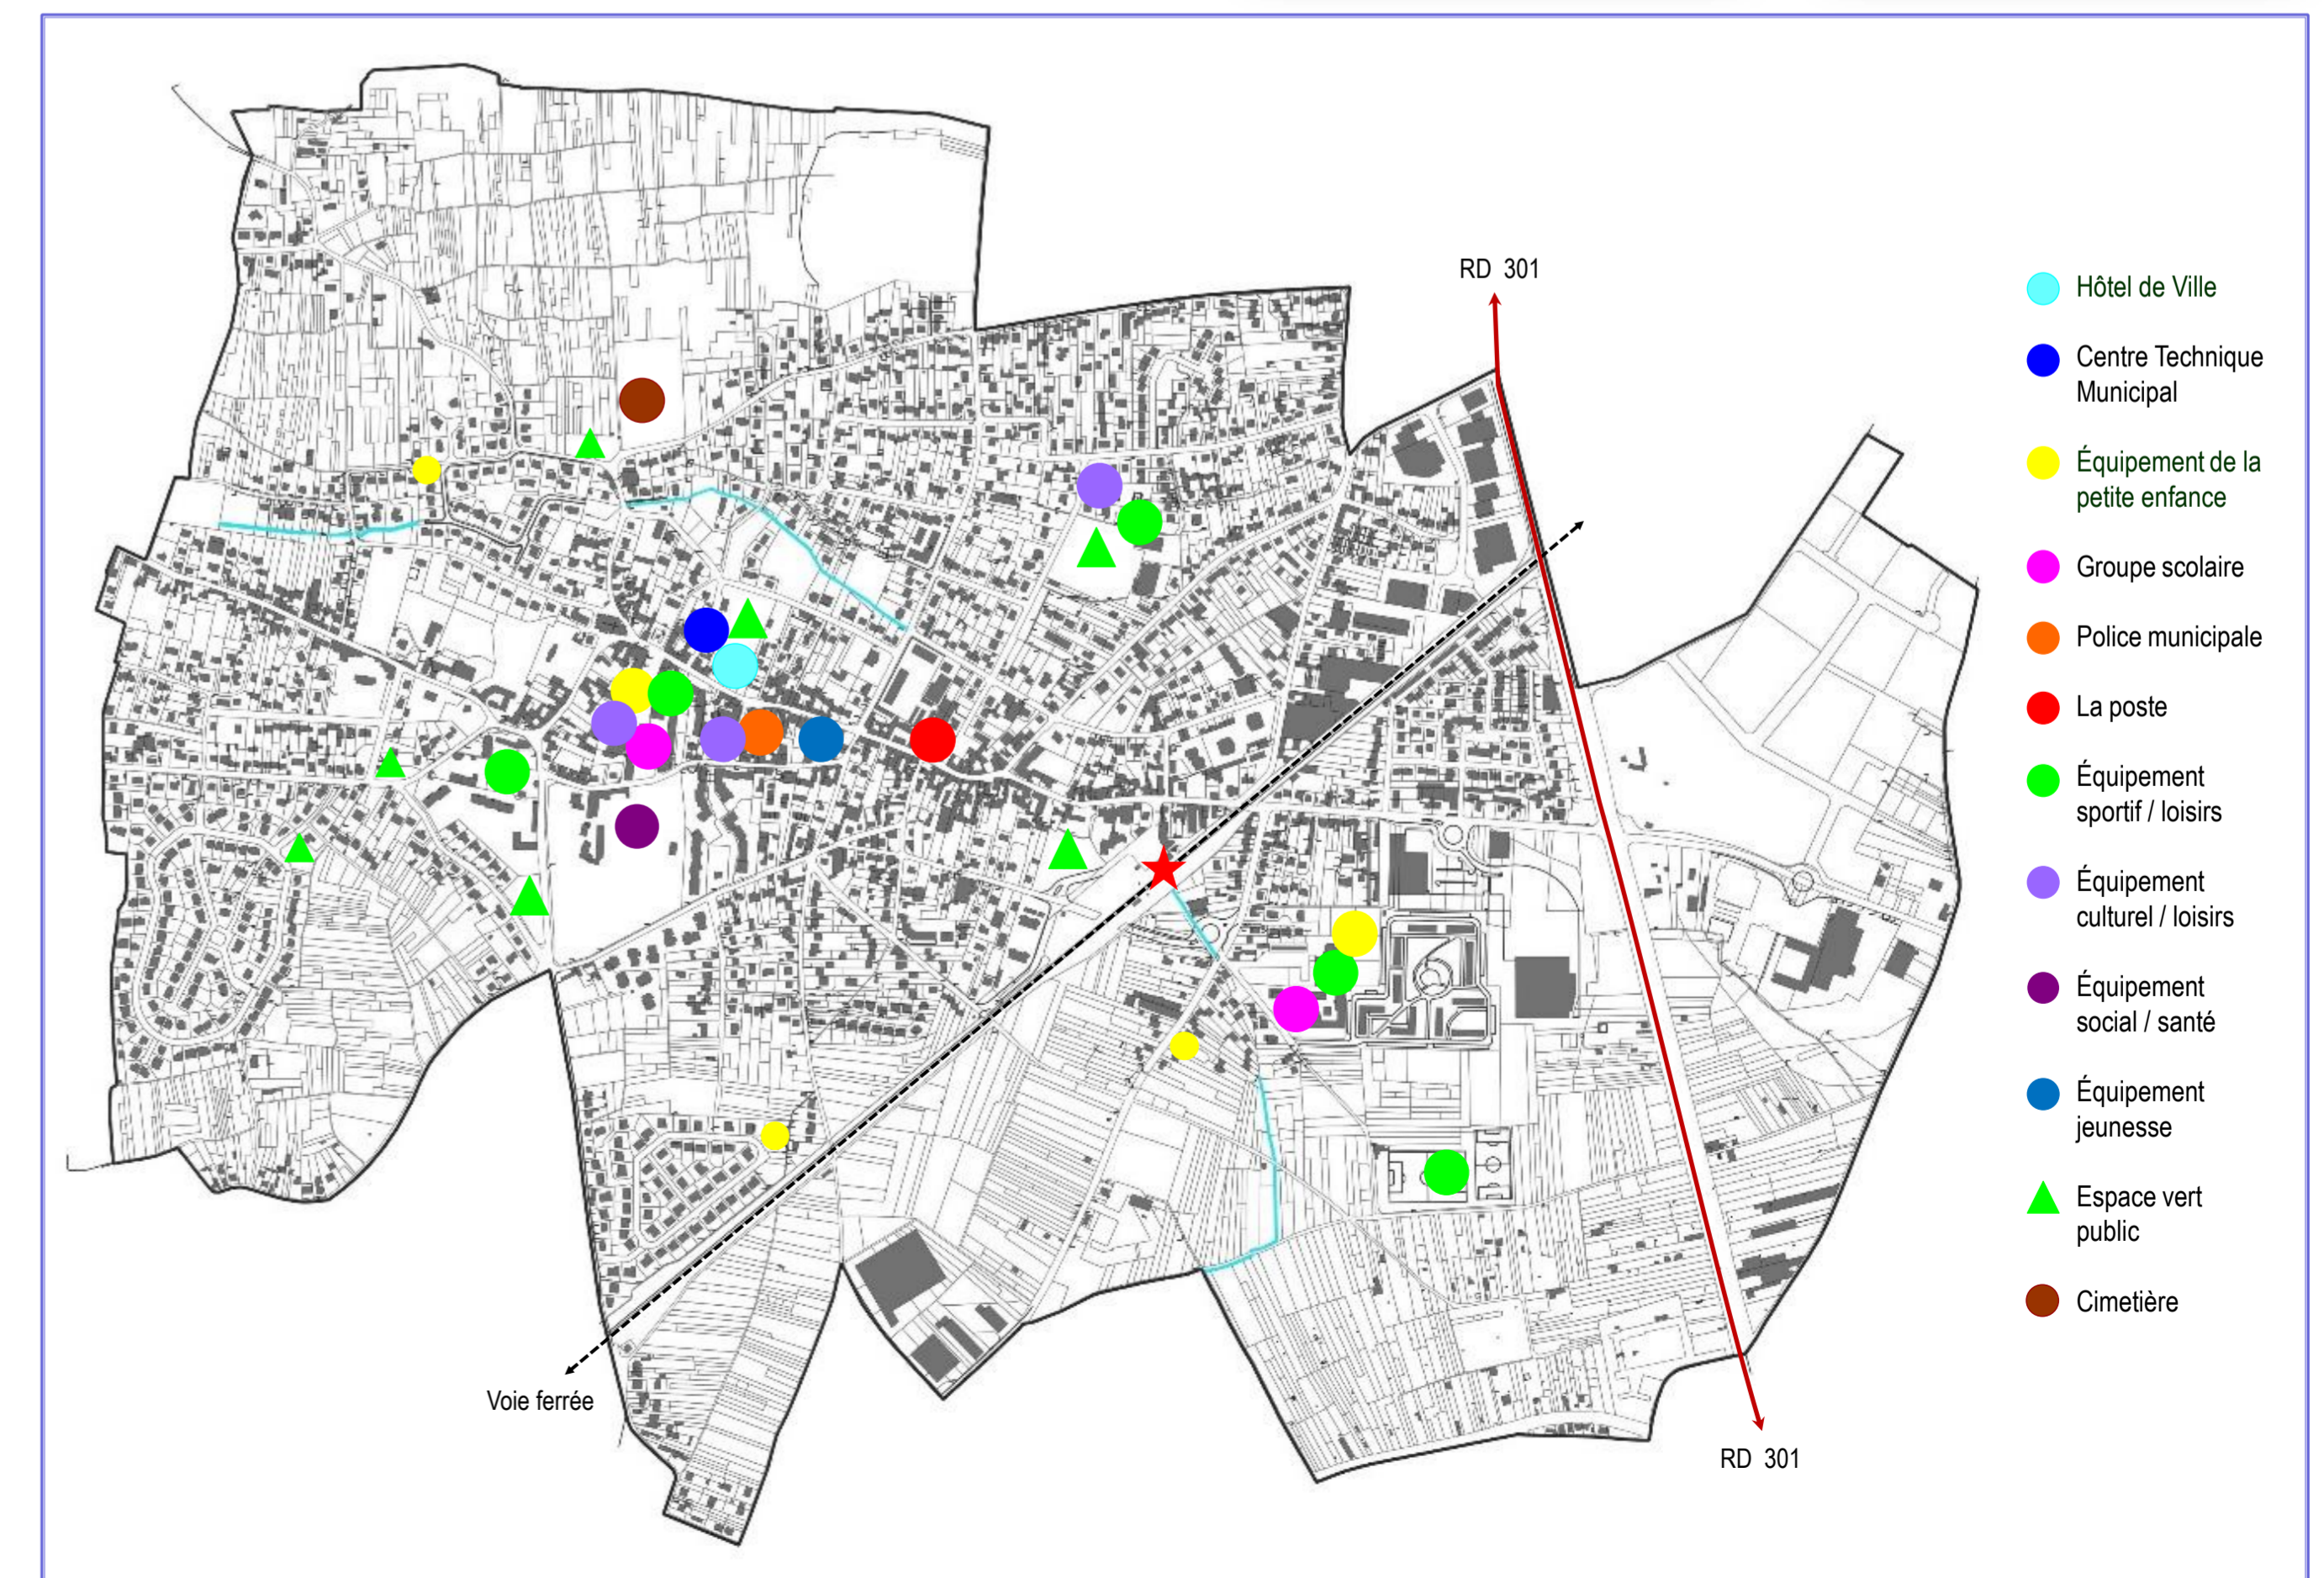 RD 301
Hôtel de Ville
Centre Technique
Municipal
Équipement de la
petite enfance
Groupe scolaire
Police municipale
La poste
Équipement
sportif / loisirs
Équipement
culturel / loisirs
Équipement
social / santé
Équipement
jeunesse
Espace vert
public
Cimetière
Voie ferrée
RD 301